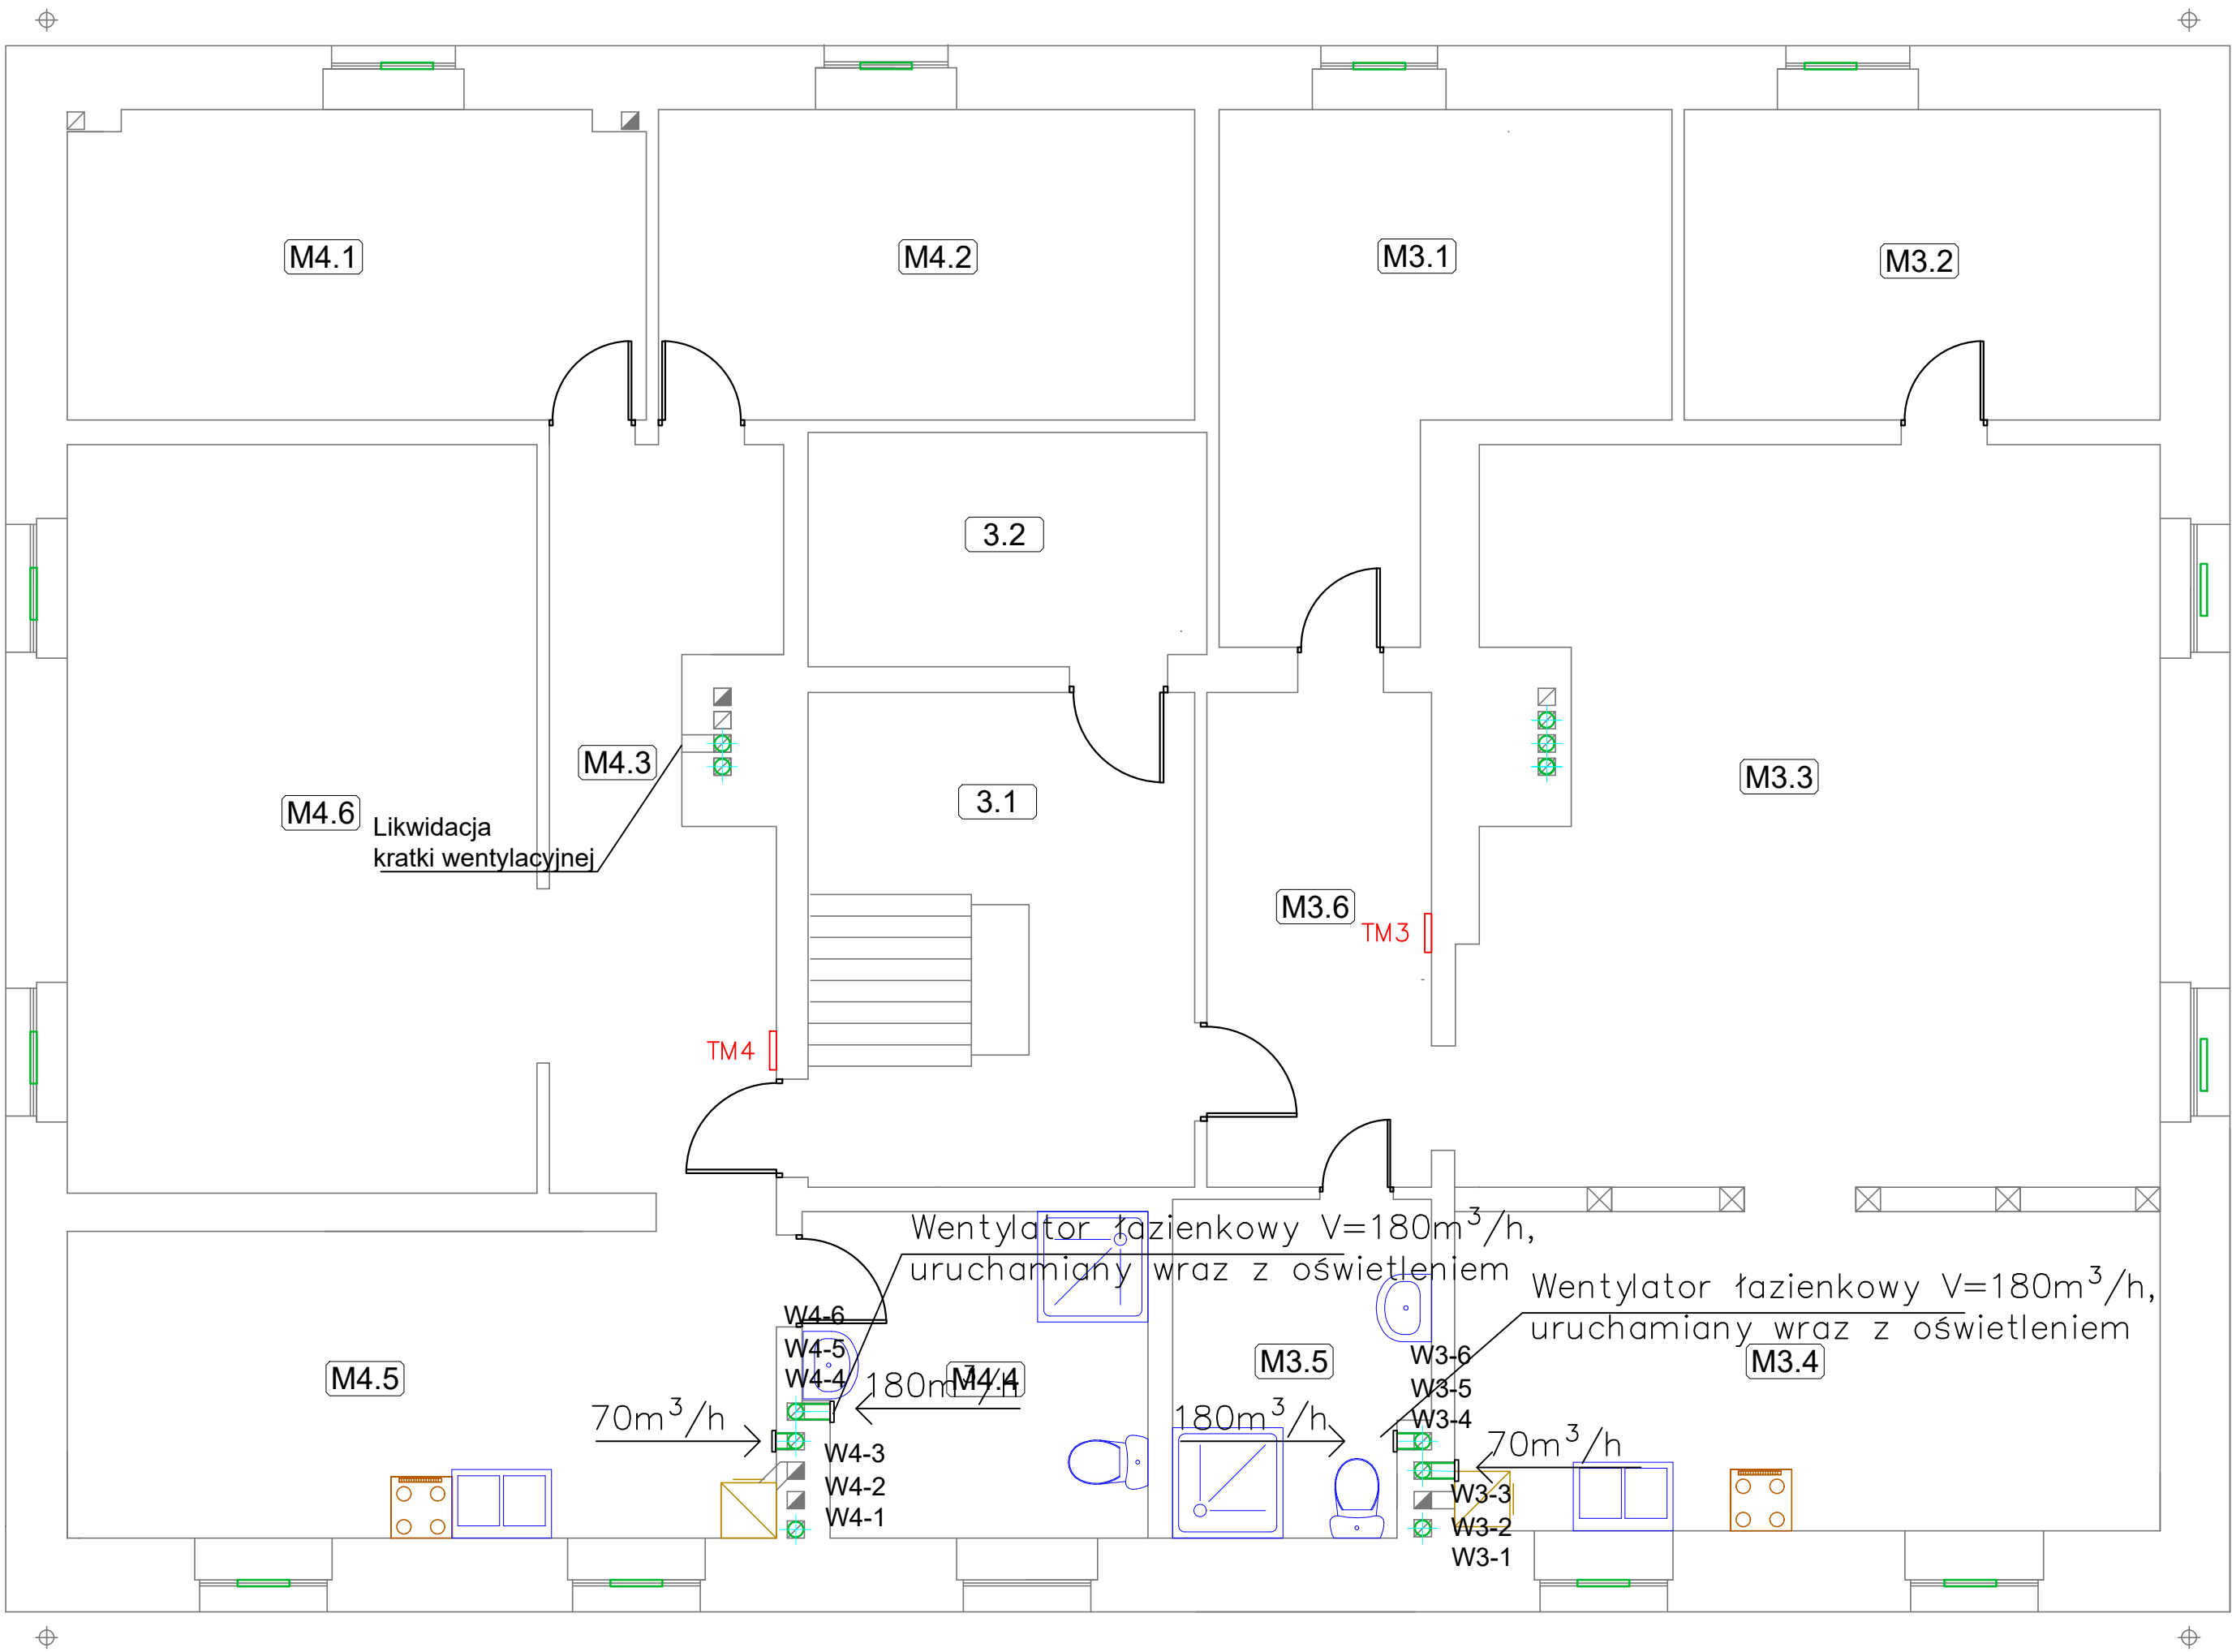 M4.1
M4.2
M3.1
M3.2
3.2
M4.3
M3.3
M4.6
3.1
Likwidacja
kratki wentylacyjnej
M3.6
TM3
TM4
Wentylator łazienkowy V=180m³/h,
uruchamiany wraz z oświetleniem
Wentylator łazienkowy V=180m³/h,
uruchamiany wraz z oświetleniem
W4-6
W4-5
W4-4
M4.5
M4.4
M3.5
M3.4
W3-6
W3-5
W3-4
180m³/h
70m³/h
180m³/h
70m³/h
W4-3
W4-2
W4-1
W3-3
W3-2
W3-1